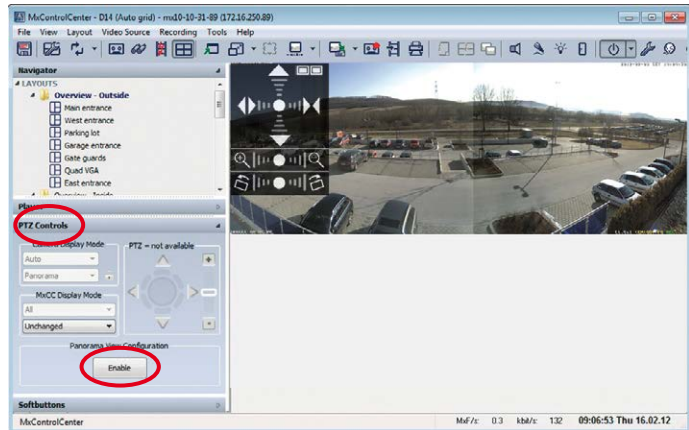 MxControlCenter - D14 (Auto grid) - mx10-10-31-89 (172.16.250.89)
File View Layout Video Source Recording Tools Help
Navigator
LAYOUTS
Overview - Outside
Main entrance
West entrance
Parking lot
Garage entrance
Gate guards
Quad VGA
East entrance
Overview - Inside
Player
PTZ Controls
Camera Display Mode
PTZ - not available
Auto
Panorama
MxCC Display Mode
All
Unchanged
Panorama View Configuration
Enable
Softbuttons
MxControlCenter
MxF/s: 0.3 kbit/s: 132 09:06:53 Thu 16.02.12